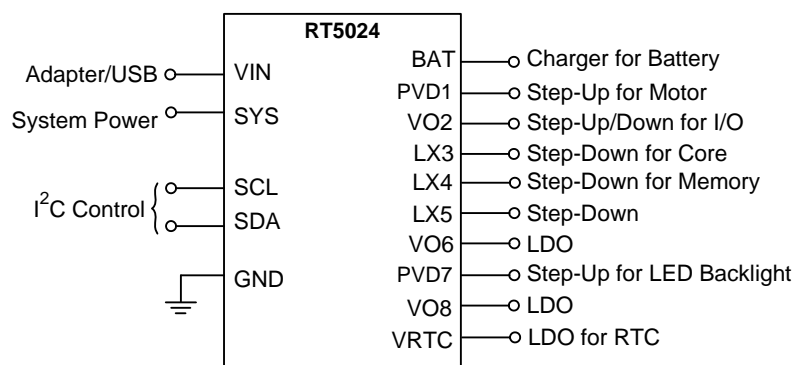 RT5024
Adapter/USB
VIN
System Power
SYS
I²C Control
SCL
SDA
GND
BAT
Charger for Battery
PVD1
Step-Up for Motor
VO2
Step-Up/Down for I/O
LX3
Step-Down for Core
LX4
Step-Down for Memory
LX5
Step-Down
VO6
LDO
PVD7
Step-Up for LED Backlight
VO8
LDO
VRTC
LDO for RTC